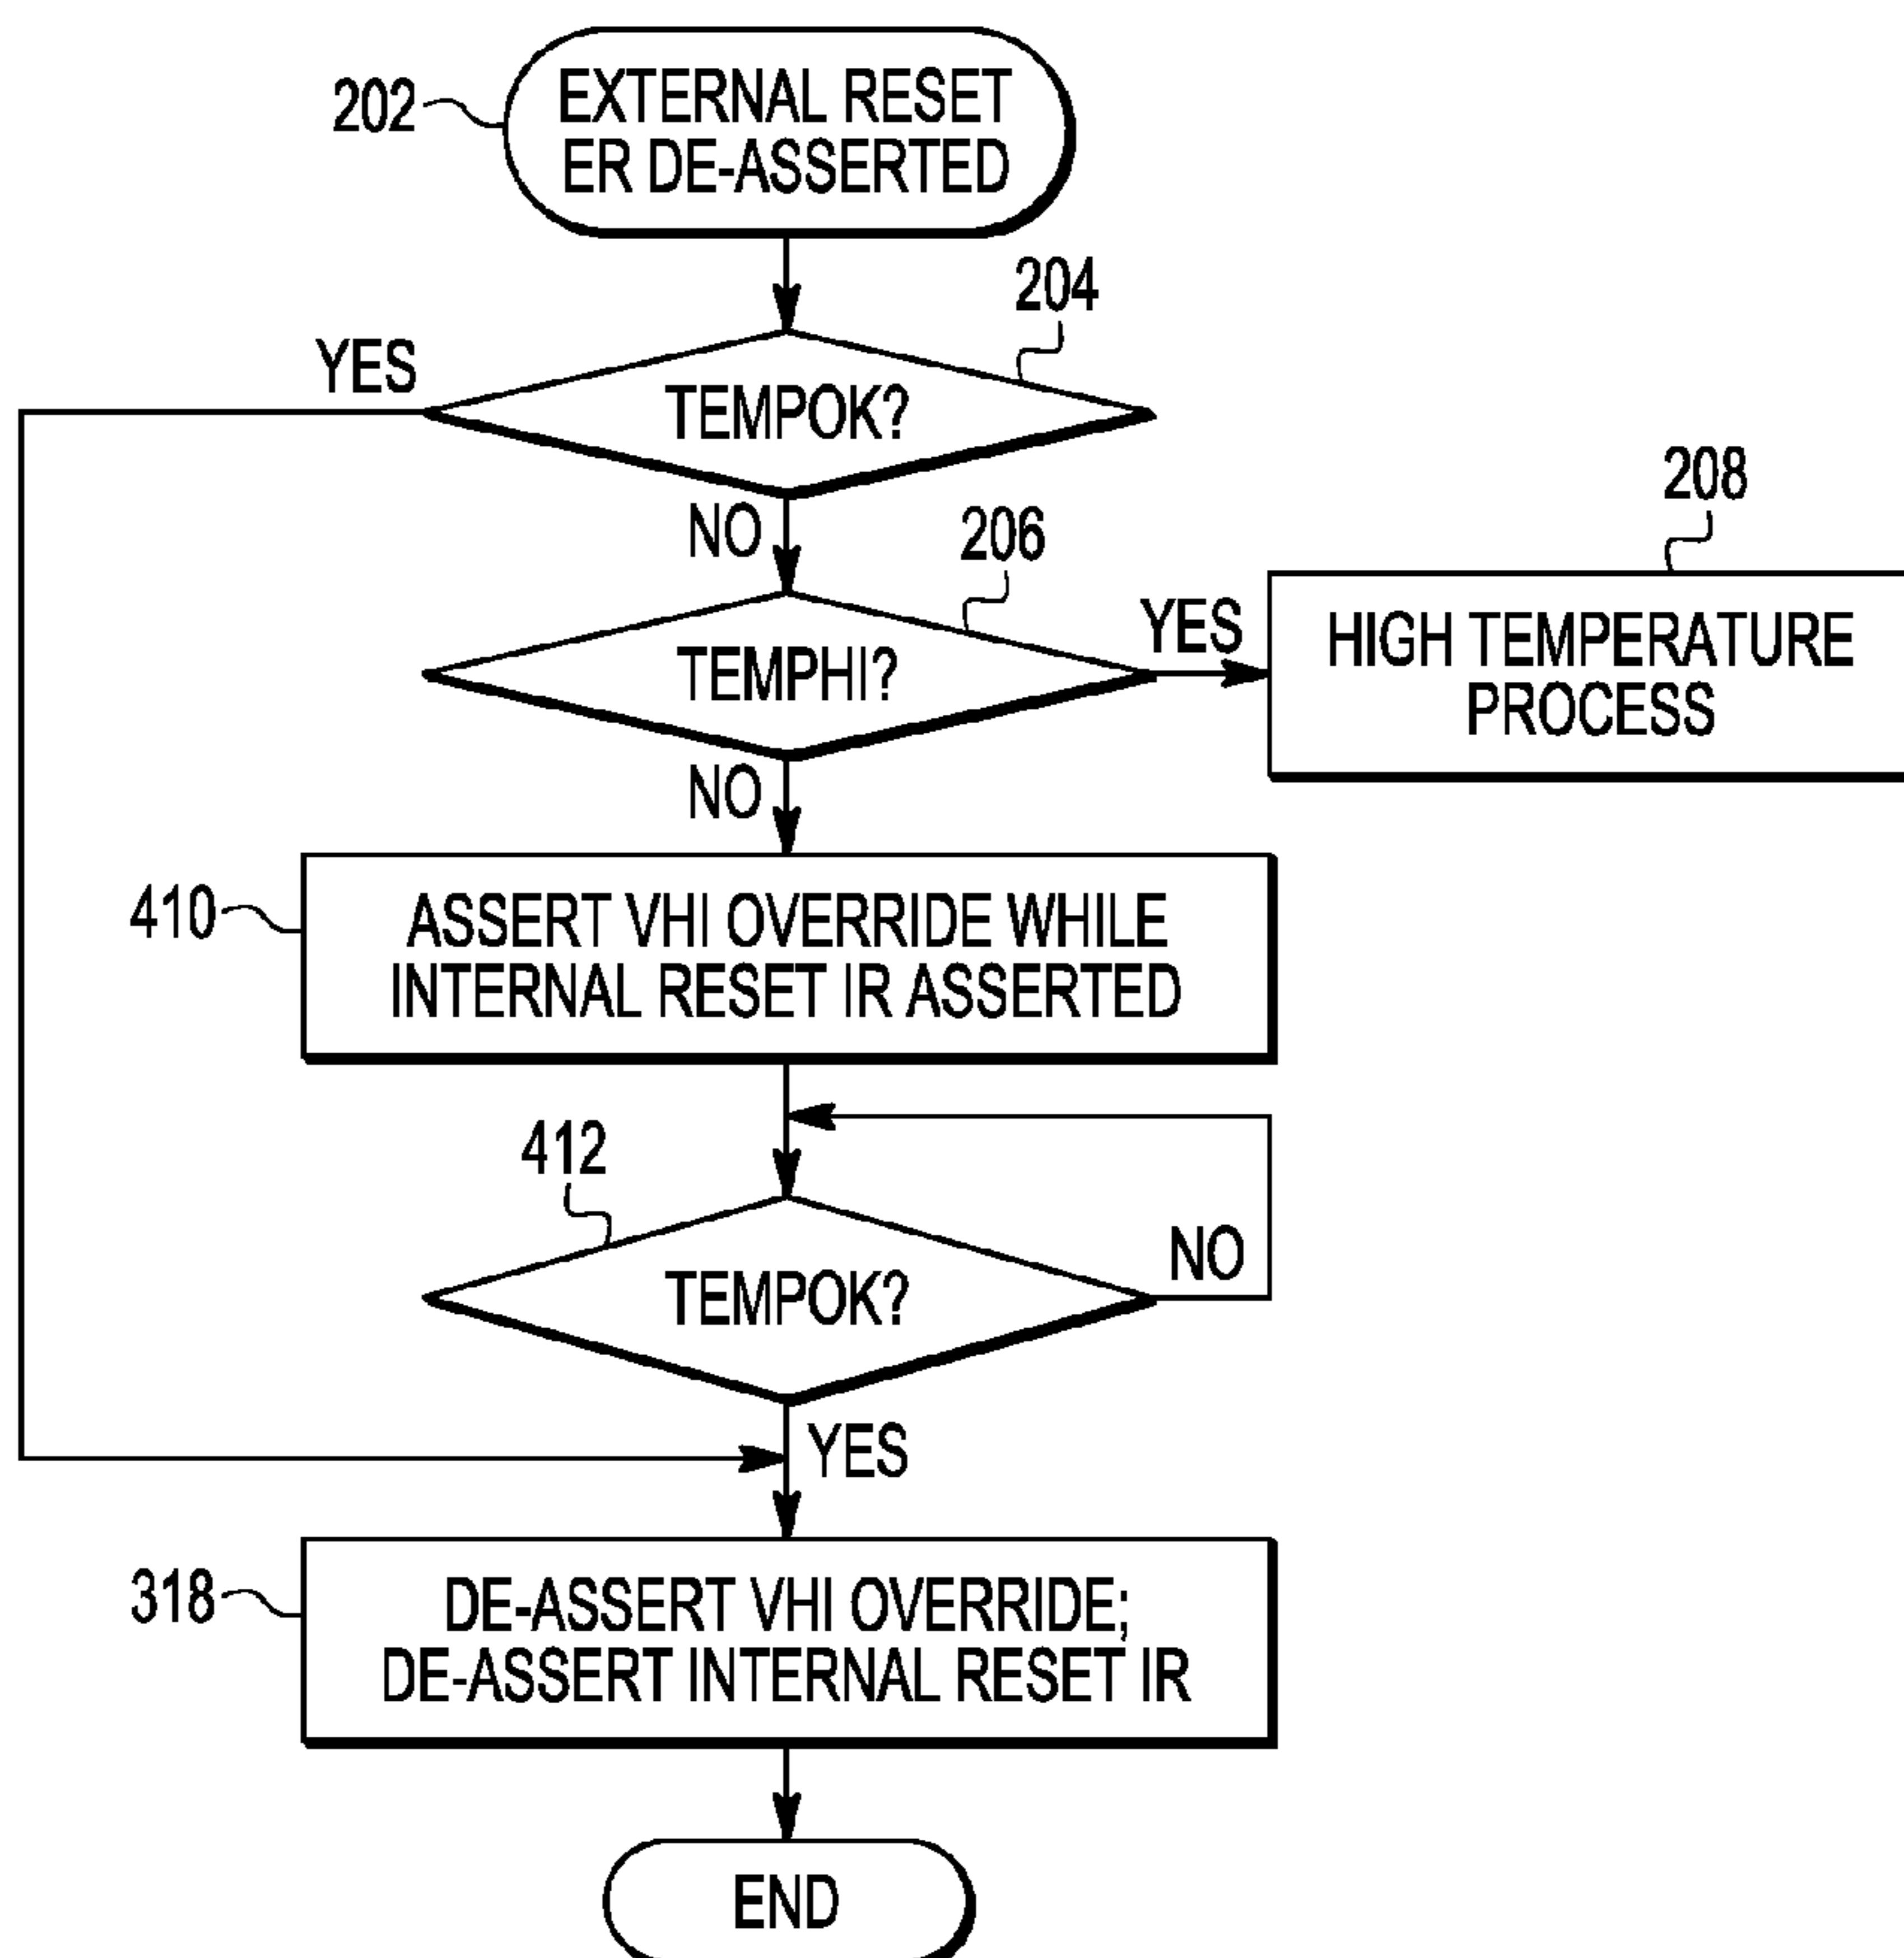 202
EXTERNAL RESET
ER DE-ASSERTED
204
YES
TEMPOK?
NO
206
208
TEMPHI?
YES
HIGH TEMPERATURE
PROCESS
NO
410
ASSERT VHI OVERRIDE WHILE
INTERNAL RESET IR ASSERTED
412
TEMPOK?
NO
YES
318
DE-ASSERT VHI OVERRIDE;
DE-ASSERT INTERNAL RESET IR
END